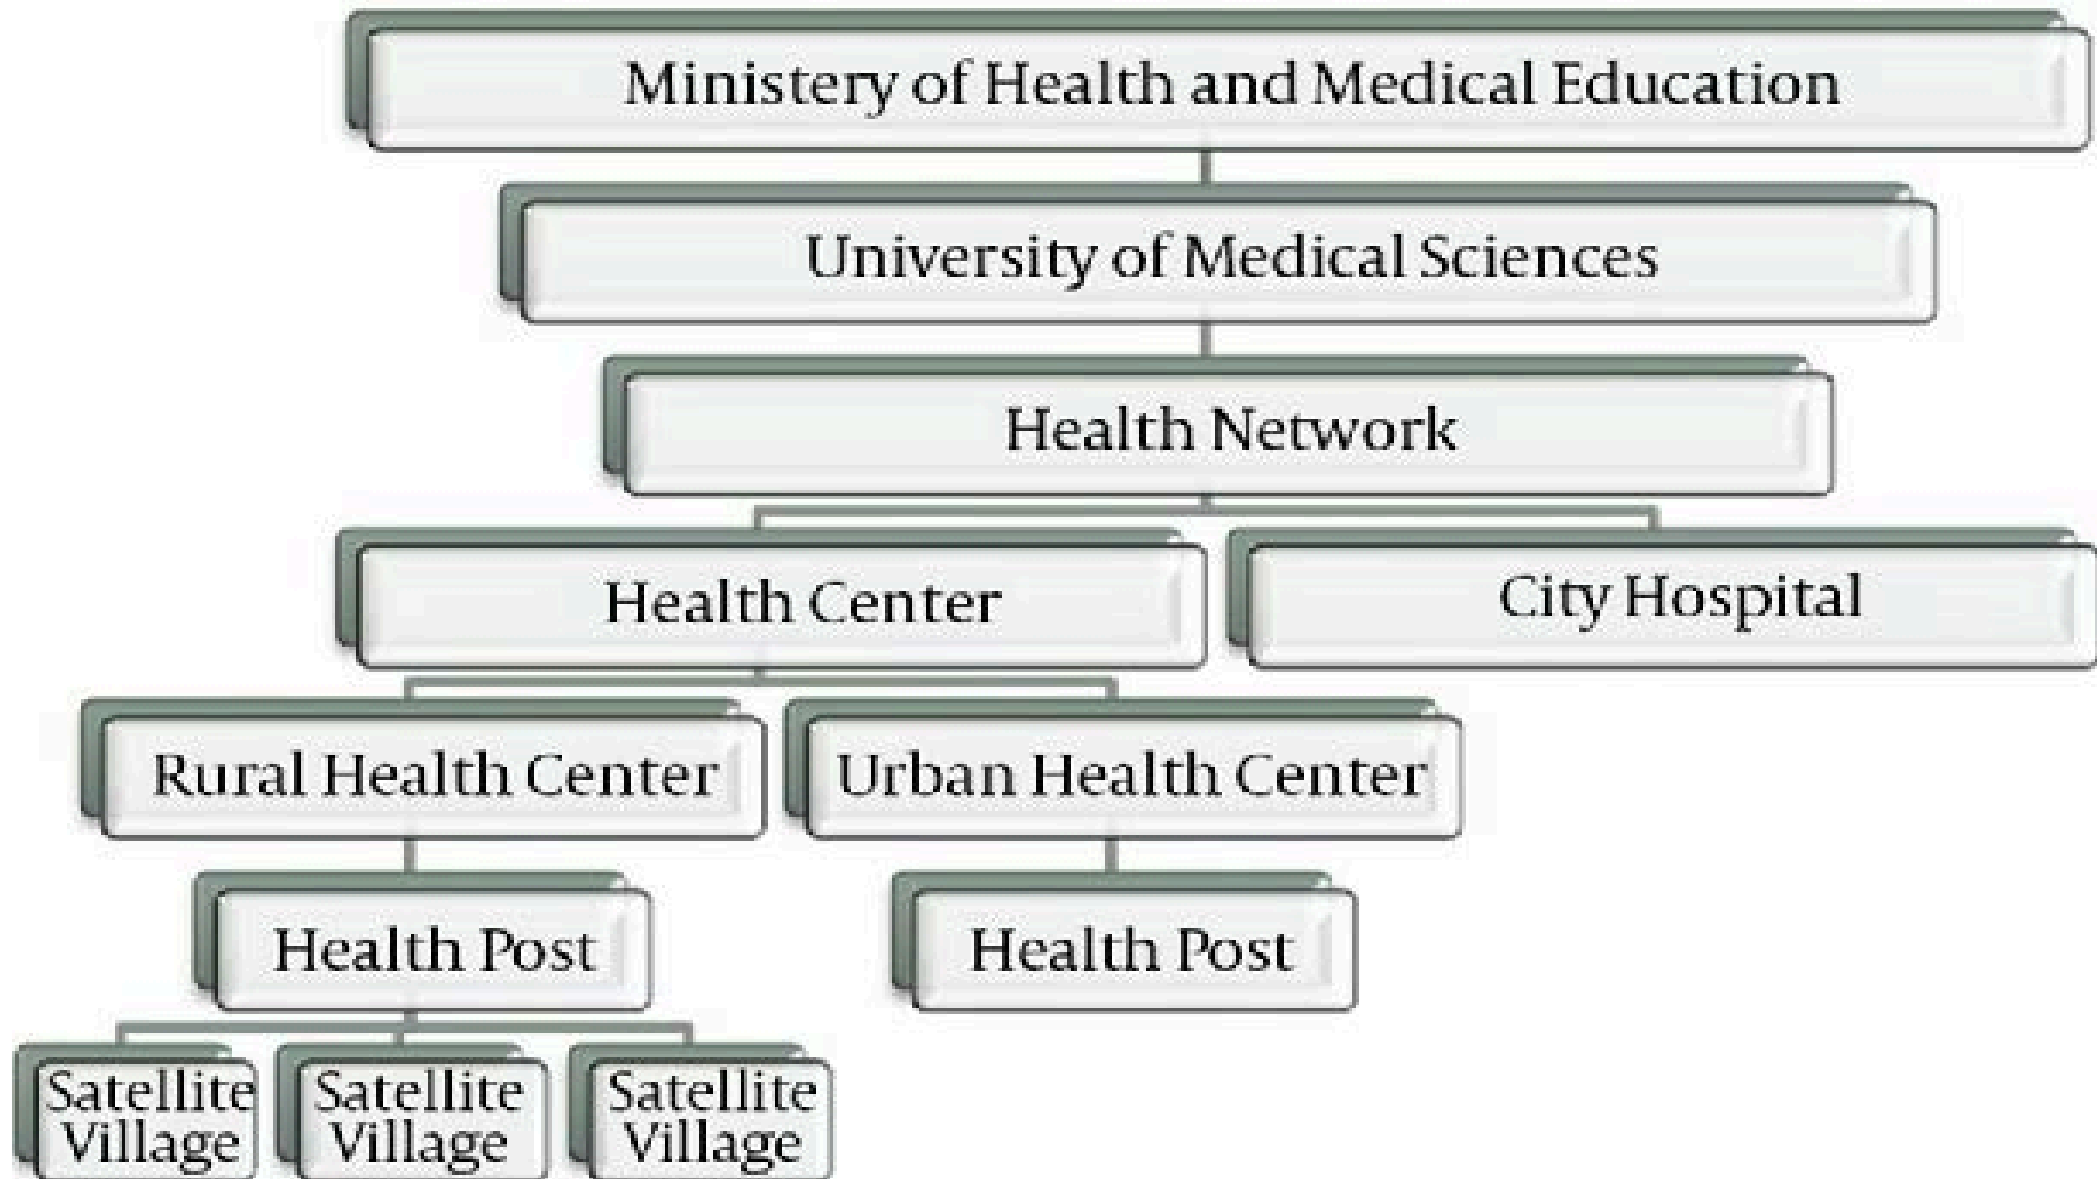 Ministery of Health and Medical Education
University of Medical Sciences
Health Network
Health Center
City Hospital
Rural Health Center
Urban Health Center
Health Post
Health Post
Satellite
Village
Satellite
Village
Satellite
Village